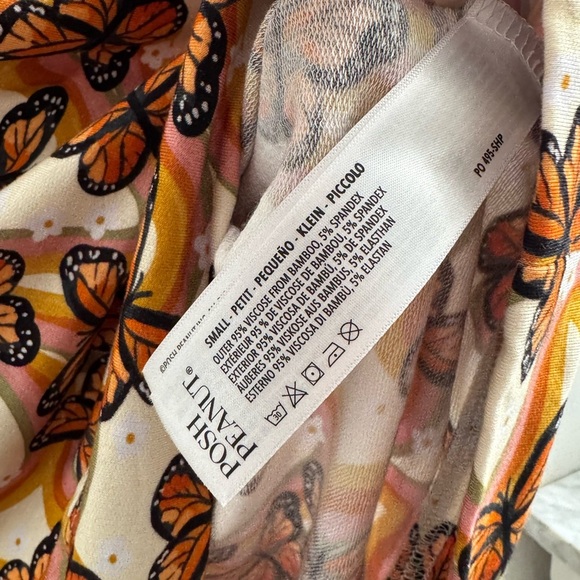 SMALL - PETIT - PEQUEÑO - KLEIN - PICCOLO
OUTER 95% VISCOSE FROM BAMBOO, 5% SPANDEX
EXTÉRIEUR 95 % DE VISCOSE DE BAMBOU, 5% SPANDEX
EXTERIOR 95% VISCOSA DE BAMBÚ, 5% DE SPANDEX
ÄUBERES 95% VISKOSE AUS BAMBUS, 5% ELASTHAN
ESTERNO 95% VISCOSA DI BAMBÙ, 5% ELASTAN
30
POSH
PEANUT®
PO 495-SHP